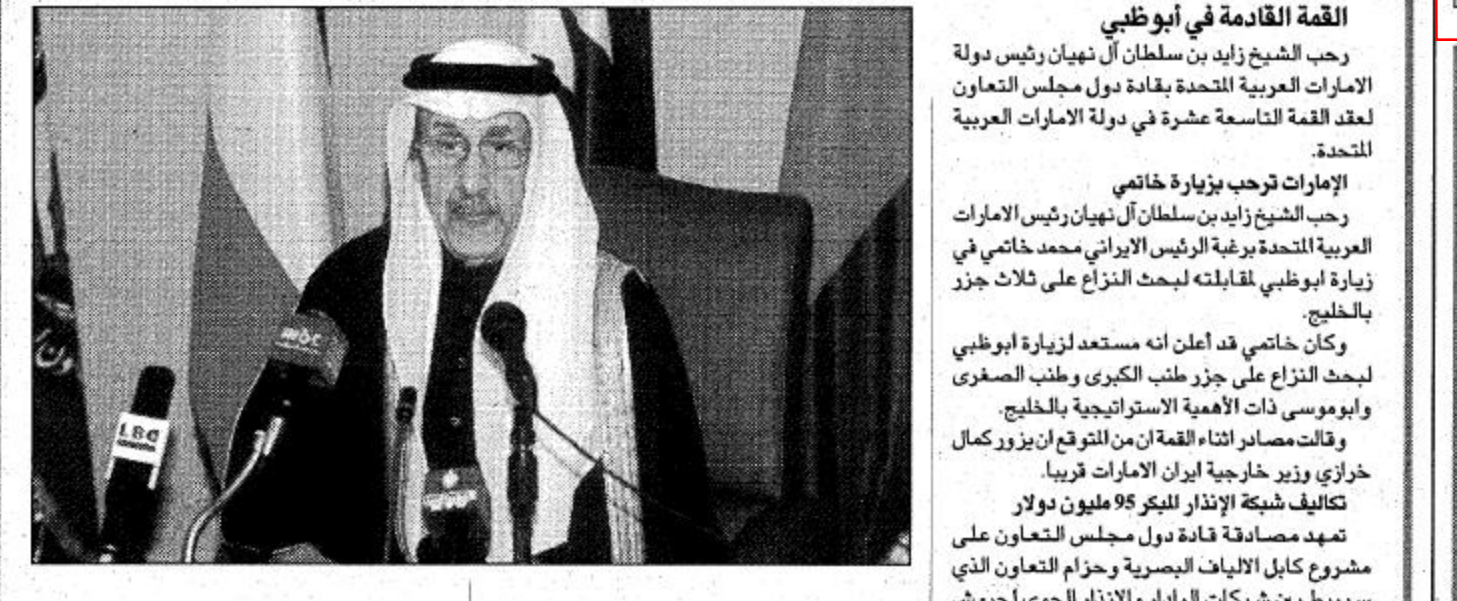 القمة القادمة في أبوظبي
رحب الشيخ زايد بن سلطان آل نهيان رئيس دولة
الامارات العربية المتحدة بقادة دول مجلس التعاون
لعقد القمة التاسعة عشرة في دولة الامارات العربية
المتحدة.
الإمارات ترحب بزيارة خاتمي
رحب الشيخ زايد بن سلطان آل نهيان رئيس الامارات
العربية المتحدة برغبة الرئيس الايراني محمد خاتمي في
زيارة ابوظبي لمقابلته لبحث النزاع على ثلاث جزر
بالخليج.
وكان خاتمي قد أعلن انه مستعد لزيارة ابوظبي
لبحث النزاع على جزر طنب الكبرى وطنب الصغرى
وابوموسى ذات الأهمية الاستراتيجية بالخليج.
وقالت مصادر اثناء القمة ان من المتوقع ان يزور كمال
خرازي وزير خارجية ايران الامارات قريبا.
تكاليف شبكة الإنذار المبكر 95 مليون دولار
تمهد مصادقة قادة دول مجلس التعاون على
مشروع كابل الالياف البصرية وحزام التعاون الذي
mbc
LBC